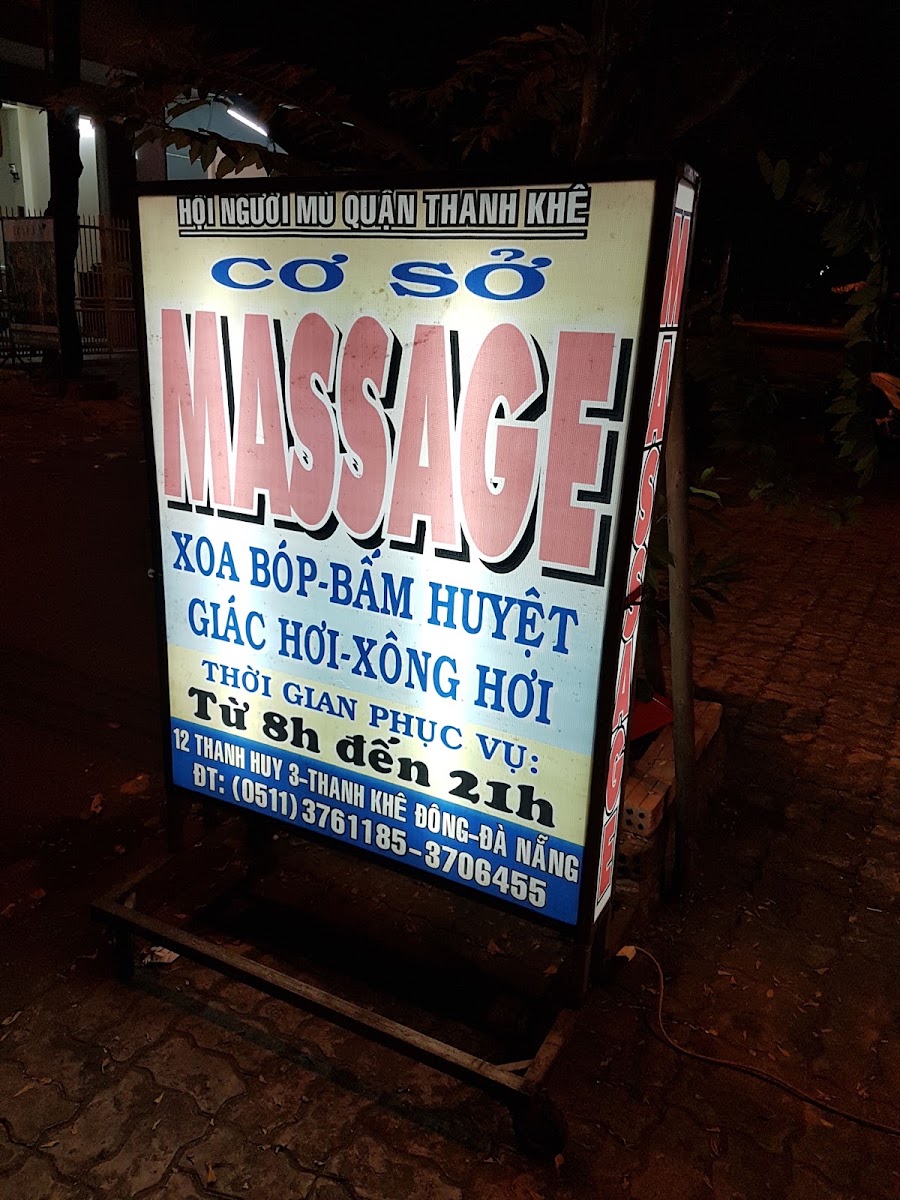 HỘI NGƯỜI MÙ QUẬN THANH KHÊ
CƠ SỞ
MASSAGE
XOA BÓP-BẤM HUYỆT
GIÁC HƠI-XÔNG HƠI
THỜI GIAN PHỤC VỤ:
Từ 8h đến 21h
12 THANH HUY 3-THANH KHÊ ĐÔNG-ĐÀ NẴNG
ĐT: (0511)3761185-3706455
MASSAGE